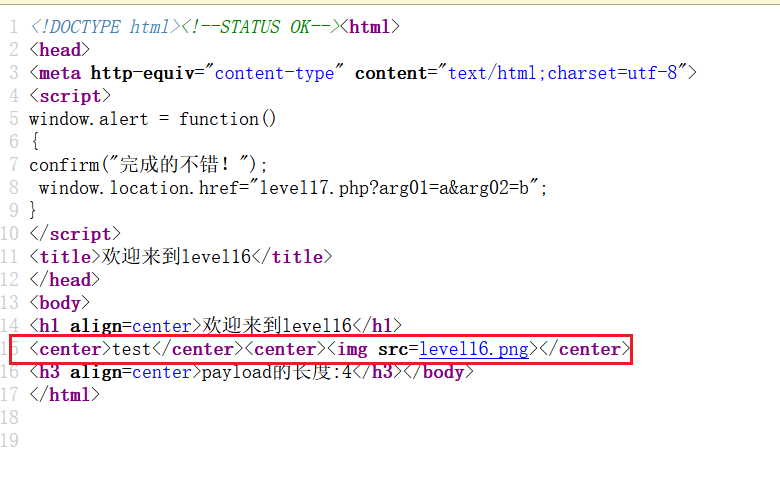 1 <!DOCTYPE html><!--STATUS OK--><html>
2 <head>
3 <meta http-equiv="content-type" content="text/html;charset=utf-8">
4 <script>
5 window.alert = function()
6 {
7 confirm("完成的不错！");
8  window.location.href="level17.php?arg01=a&arg02=b";
9 }
10 </script>
11 <title>欢迎来到level16</title>
12 </head>
13 <body>
14 <h1 align=center>欢迎来到level16</h1>
15 <center>test</center><center><img src=level16.png></center>
16 <h3 align=center>payload的长度:4</h3></body>
17 </html>
18
19